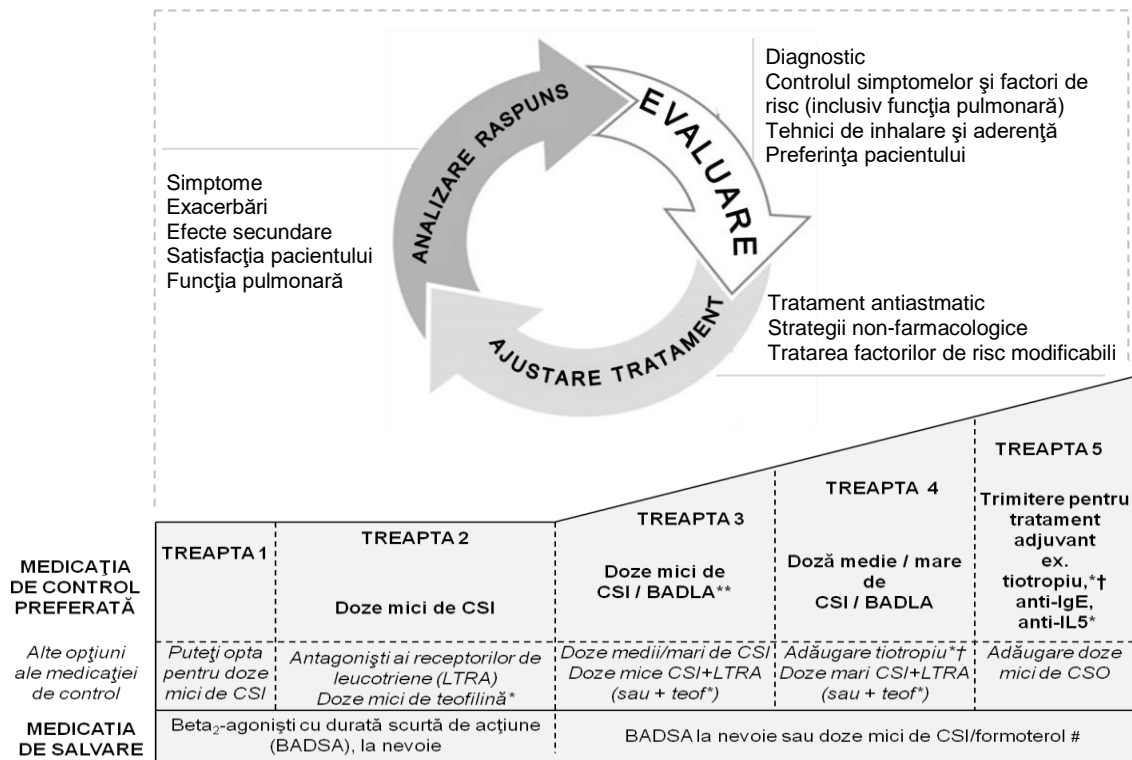 Diagnostic
Controlul simptomelor şi factori de
risc (inclusiv funcţia pulmonară)
Tehnici de inhalare şi aderenţă
Preferinţa pacientului
ANALIZARE RASPUNS
EVALUARE
AJUSTARE TRATAMENT
Simptome
Exacerbări
Efecte secundare
Satisfacţia pacientului
Funcţia pulmonară
Tratament antiastmatic
Strategii non-farmacologice
Tratarea factorilor de risc modificabili
MEDICAŢIA
DE CONTROL
PREFERATĂ
TREAPTA 1
TREAPTA 2
Doze mici de CSI
TREAPTA 3
Doze mici de
CSI / BADLA**
TREAPTA 4
Doză medie / mare
de
CSI / BADLA
TREAPTA 5
Trimitere pentru
tratament
adjuvant
ex.
tiotropiu,*†
anti-IgE,
anti-IL5*
Alte opţiuni
ale medicaţiei
de control
Puteţi opta
pentru doze
mici de CSI
Antagonişti ai receptorilor de
leucotriene (LTRA)
Doze mici de teofilină*
Doze medii/mari de CSI
Doze mice CSI+LTRA
(sau + teof*)
Adăugare tiotropiu*†
Doze mari CSI+LTRA
(sau + teof*)
Adăugare doze
mici de CSO
MEDICATIA
DE SALVARE
Beta2-agonişti cu durată scurtă de acţiune
(BADSA), la nevoie
BADSA la nevoie sau doze mici de CSI/formoterol #